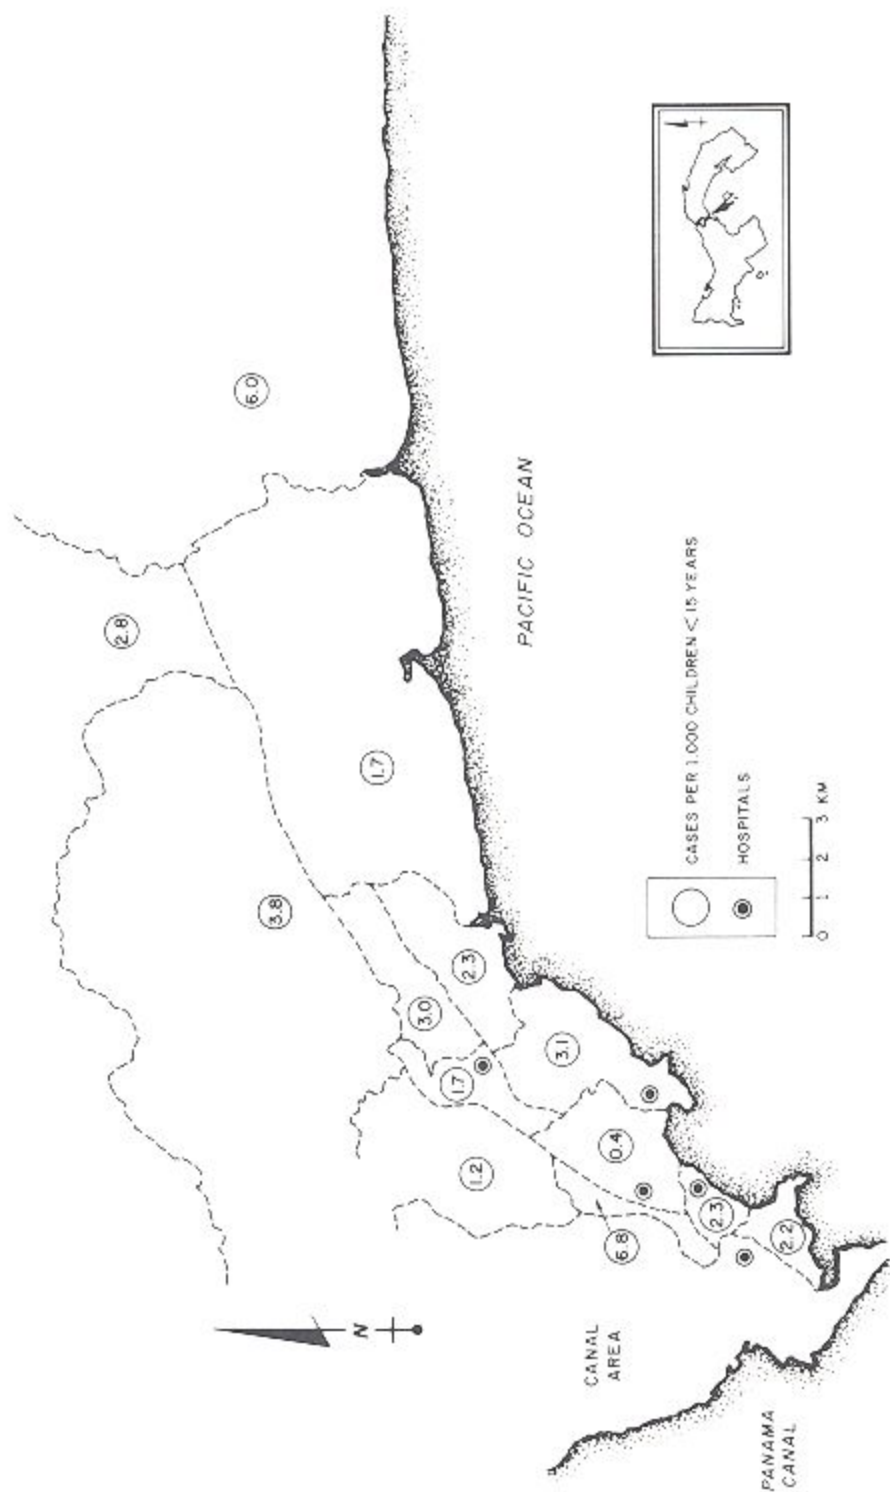 6.0
2.8
1.7
3.8
2.3
3.0
3.1
1.7
0.4
1.2
2.3
6.8
2.2
N
CANAL
AREA
PANAMA
CANAL
PACIFIC OCEAN
CASES PER 1.000 CHILDREN < 15 YEARS
HOSPITALS
0 1 2 3 KM